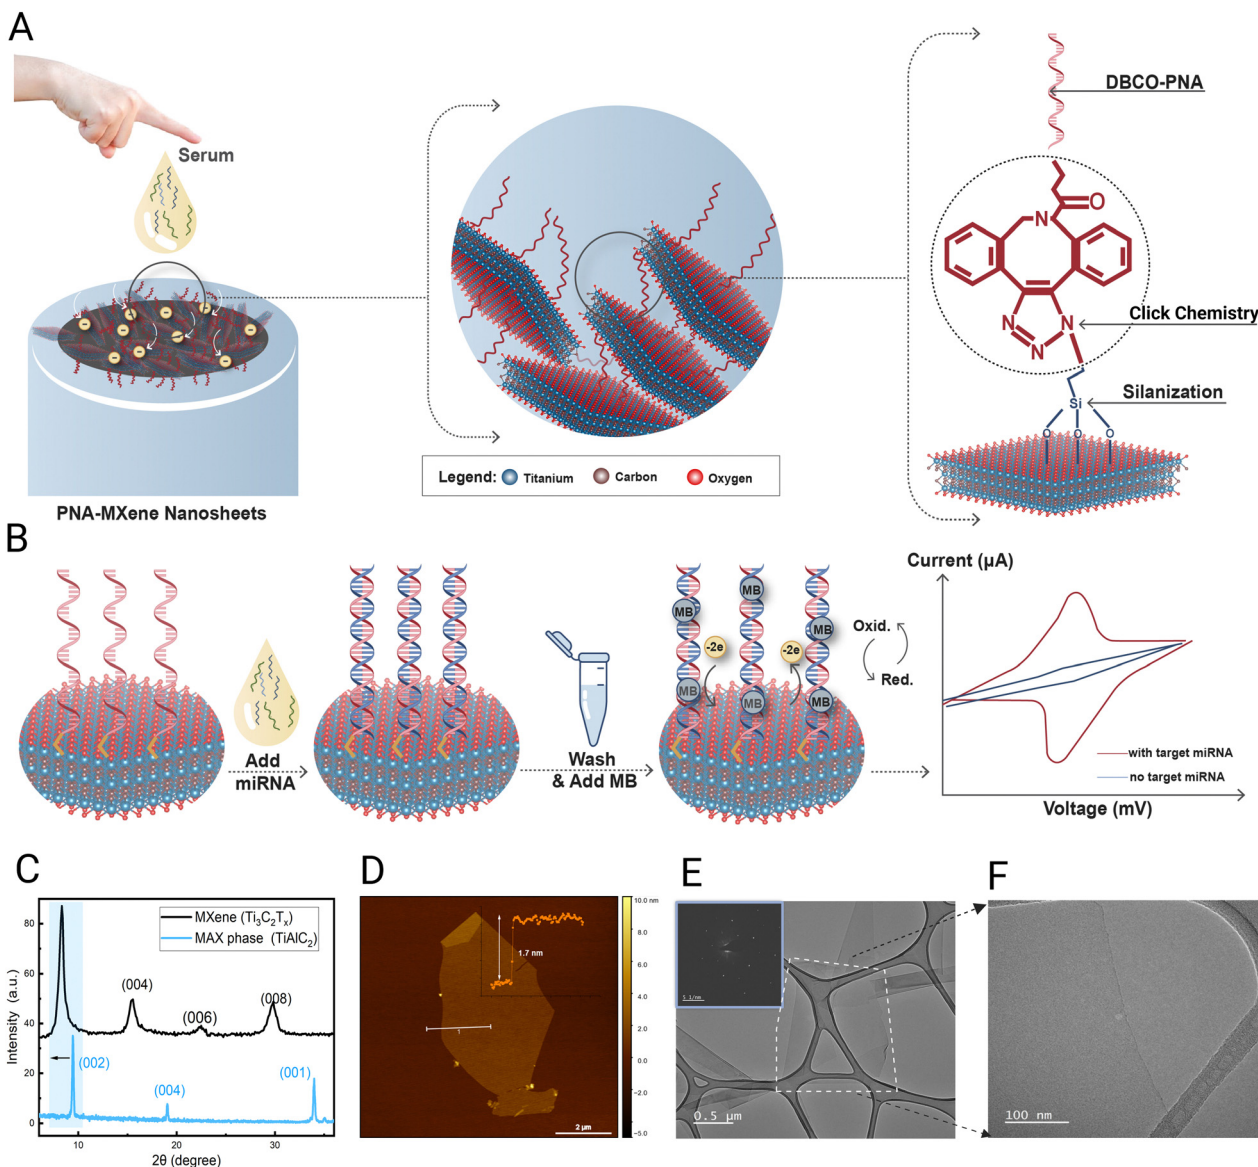 A
Serum
PNA-MXene Nanosheets
Legend: Titanium Carbon Oxygen
DBCO-PNA
O
N
N
N
N
Click Chemistry
Si
Silanization
O O O
B
Add
miRNA
Wash
& Add MB
MB
MB
MB
MB
MB
MB
-2e
-2e
Oxid.
Red.
Current (µA)
with target miRNA
no target miRNA
Voltage (mV)
C
MXene (Ti₃C₂Tₓ)
MAX phase (TiAlC₂)
(004)
(006)
(008)
(002)
(004)
(001)
80
60
40
20
0
Intensity (a.u.)
10 20 30
2θ (degree)
D
1.7 nm
1
2 µm
10.0 nm
8.0
6.0
4.0
2.0
0.0
−2.0
−5.0
E
5 1/nm
0.5 µm
F
100 nm